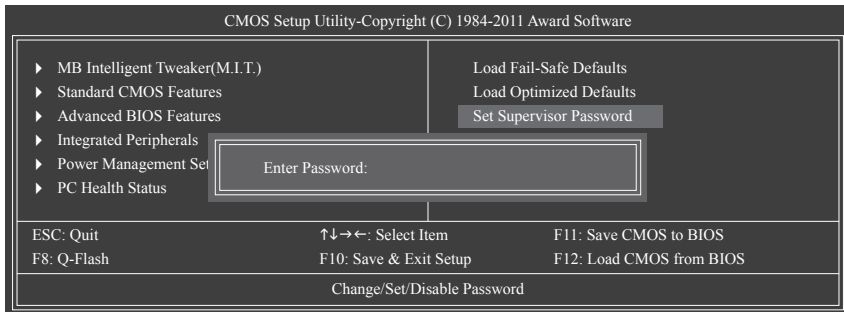 CMOS Setup Utility-Copyright (C) 1984-2011 Award Software
MB Intelligent Tweaker(M.I.T.)
Standard CMOS Features
Advanced BIOS Features
Integrated Peripherals
Power Management Set
PC Health Status
Load Fail-Safe Defaults
Load Optimized Defaults
Set Supervisor Password
Enter Password:
ESC: Quit
↑↓→←: Select Item
F11: Save CMOS to BIOS
F8: Q-Flash
F10: Save & Exit Setup
F12: Load CMOS from BIOS
Change/Set/Disable Password